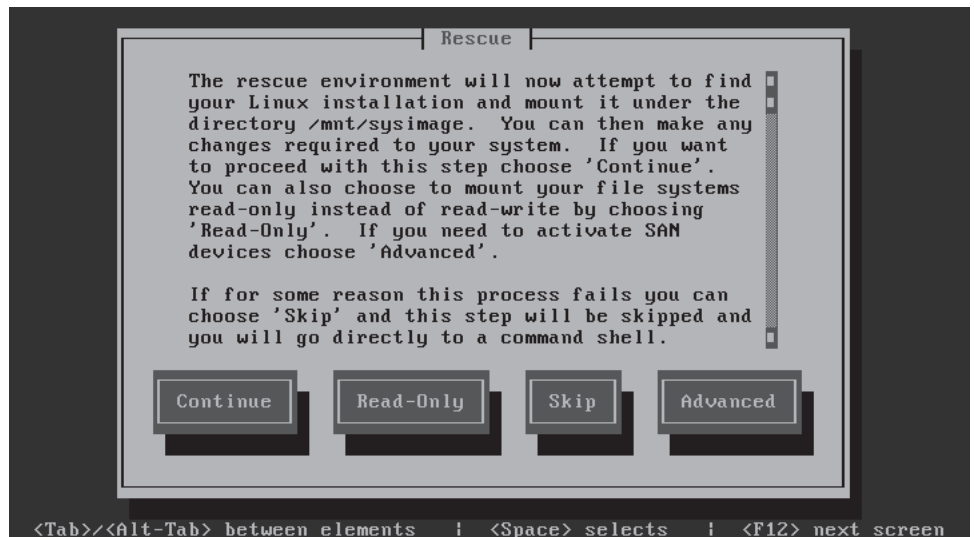 Rescue
The rescue environment will now attempt to find
your Linux installation and mount it under the
directory /mnt/sysimage.  You can then make any
changes required to your system.  If you want
to proceed with this step choose 'Continue'.
You can also choose to mount your file systems
read-only instead of read-write by choosing
'Read-Only'.  If you need to activate SAN
devices choose 'Advanced'.
If for some reason this process fails you can
choose 'Skip' and this step will be skipped and
you will go directly to a command shell.
Continue Read-Only Skip Advanced
<Tab>/<Alt-Tab> between elements | <Space> selects | <F12> next screen